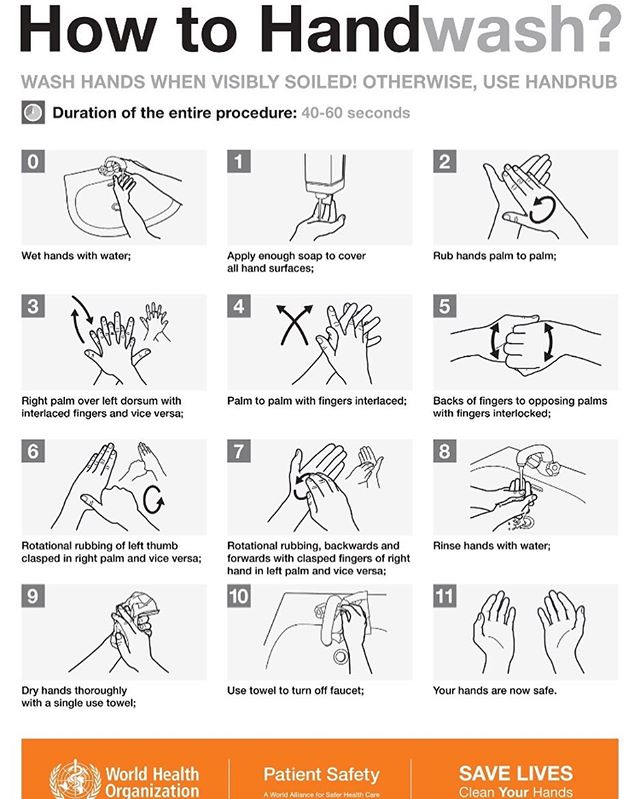 How to Handwash?
WASH HANDS WHEN VISIBLY SOILED! OTHERWISE, USE HANDRUB
Duration of the entire procedure: 40-60 seconds
0
Wet hands with water;
1
Apply enough soap to cover
all hand surfaces;
2
Rub hands palm to palm;
3
Right palm over left dorsum with
interlaced fingers and vice versa;
4
Palm to palm with fingers interlaced;
5
Backs of fingers to opposing palms
with fingers interlocked;
6
Rotational rubbing of left thumb
clasped in right palm and vice versa;
7
Rotational rubbing, backwards and
forwards with clasped fingers of right
hand in left palm and vice versa;
8
Rinse hands with water;
9
Dry hands thoroughly
with a single use towel;
10
Use towel to turn off faucet;
11
Your hands are now safe.
World Health
Organization
Patient Safety
A World Alliance for Safer Health Care
SAVE LIVES
Clean Your Hands